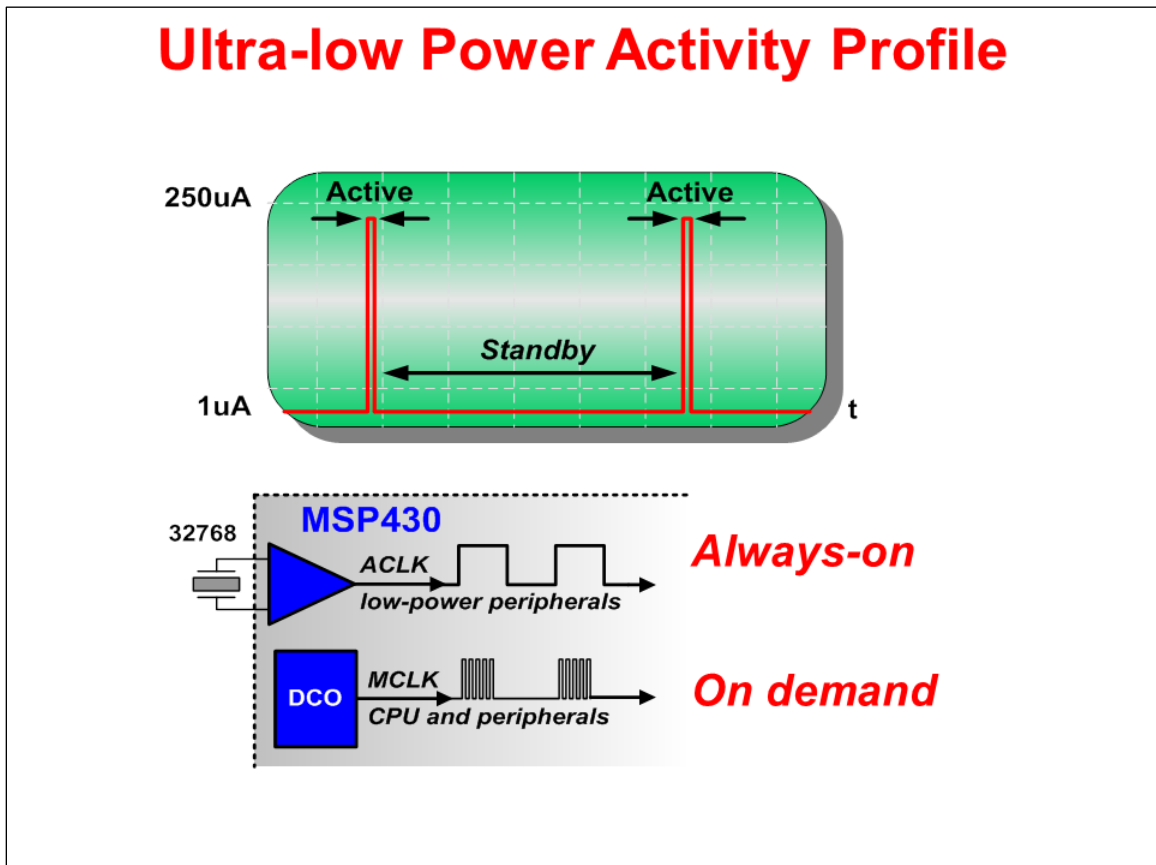 Ultra-low Power Activity Profile
250uA
Active
Active
Standby
1uA
t
MSP430
32768
ACLK
low-power peripherals
Always-on
DCO
MCLK
CPU and peripherals
On demand